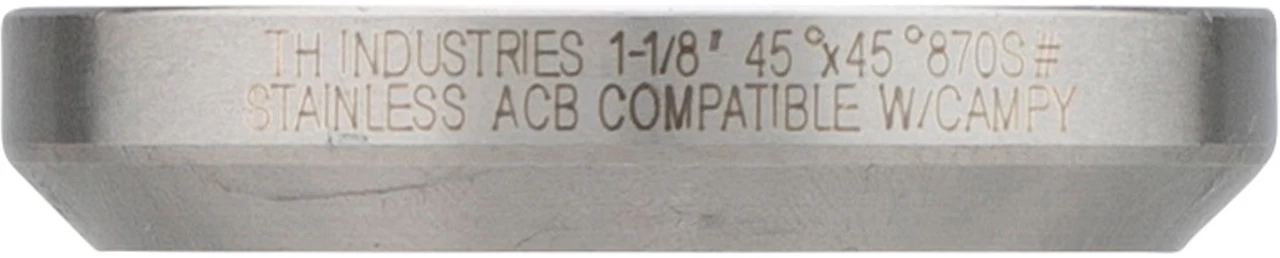 TH INDUSTRIES 1-1/8" 45°x45°870S#
STAINLESS ACB COMPATIBLE W/CAMPY